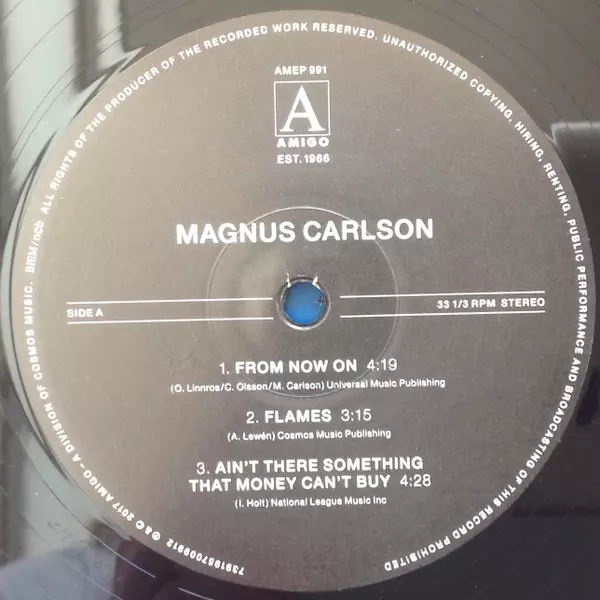 AMEP 991
A
AMIGO
EST. 1966
MAGNUS CARLSON
SIDE A
33 1/3 RPM STEREO
1. FROM NOW ON 4:19
(O. Linnros/C. Olsson/M. Carlson) Universal Music Publishing
2. FLAMES 3:15
(A. Lewén) Cosmos Music Publishing
3. AIN'T THERE SOMETHING
THAT MONEY CAN'T BUY 4:28
(I. Holt) National League Music Inc
7391987009912 ℗&© 2017 AMIGO - A DIVISION OF COSMOS MUSIC. BIEM/ncb ALL RIGHTS OF THE PRODUCER OF THE RECORDED WORK RESERVED. UNAUTHORIZED COPYING, HIRING, RENTING, PUBLIC PERFORMANCE AND BROADCASTING OF THIS RECORD PROHIBITED